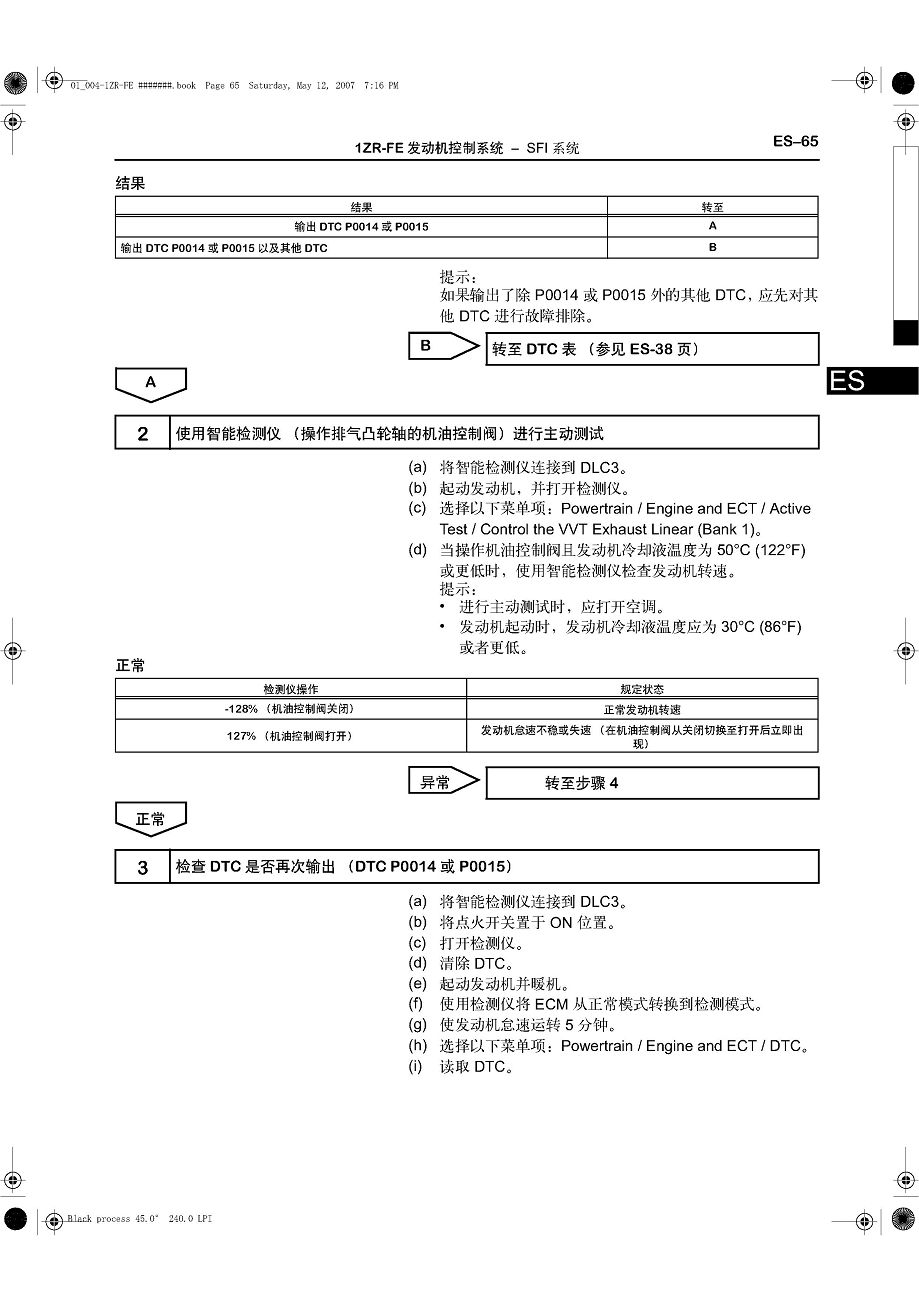 01_004-1ZR-FE #######.book Page 65 Saturday, May 12, 2007 7:16 PM
1ZR-FE 发动机控制系统 – SFI 系统
ES–65
结果
结果 转至
输出 DTC P0014 或 P0015 A
输出 DTC P0014 或 P0015 以及其他 DTC B
提示：
如果输出了除 P0014 或 P0015 外的其他 DTC，应先对其
他 DTC 进行故障排除。
B 转至 DTC 表 （参见 ES-38 页）
ES
A
2 使用智能检测仪 （操作排气凸轮轴的机油控制阀）进行主动测试
(a) 将智能检测仪连接到 DLC3。
(b) 起动发动机，并打开检测仪。
(c) 选择以下菜单项：Powertrain / Engine and ECT / Active
Test / Control the VVT Exhaust Linear (Bank 1)。
(d) 当操作机油控制阀且发动机冷却液温度为 50°C (122°F)
或更低时，使用智能检测仪检查发动机转速。
提示：
• 进行主动测试时，应打开空调。
• 发动机起动时，发动机冷却液温度应为 30°C (86°F)
或者更低。
正常
检测仪操作 规定状态
-128% （机油控制阀关闭） 正常发动机转速
127% （机油控制阀打开） 发动机怠速不稳或失速 （在机油控制阀从关闭切换至打开后立即出
现）
异常 转至步骤 4
正常
3 检查 DTC 是否再次输出 （DTC P0014 或 P0015）
(a) 将智能检测仪连接到 DLC3。
(b) 将点火开关置于 ON 位置。
(c) 打开检测仪。
(d) 清除 DTC。
(e) 起动发动机并暖机。
(f) 使用检测仪将 ECM 从正常模式转换到检测模式。
(g) 使发动机怠速运转 5 分钟。
(h) 选择以下菜单项：Powertrain / Engine and ECT / DTC。
(i) 读取 DTC。
Black process 45.0° 240.0 LPI